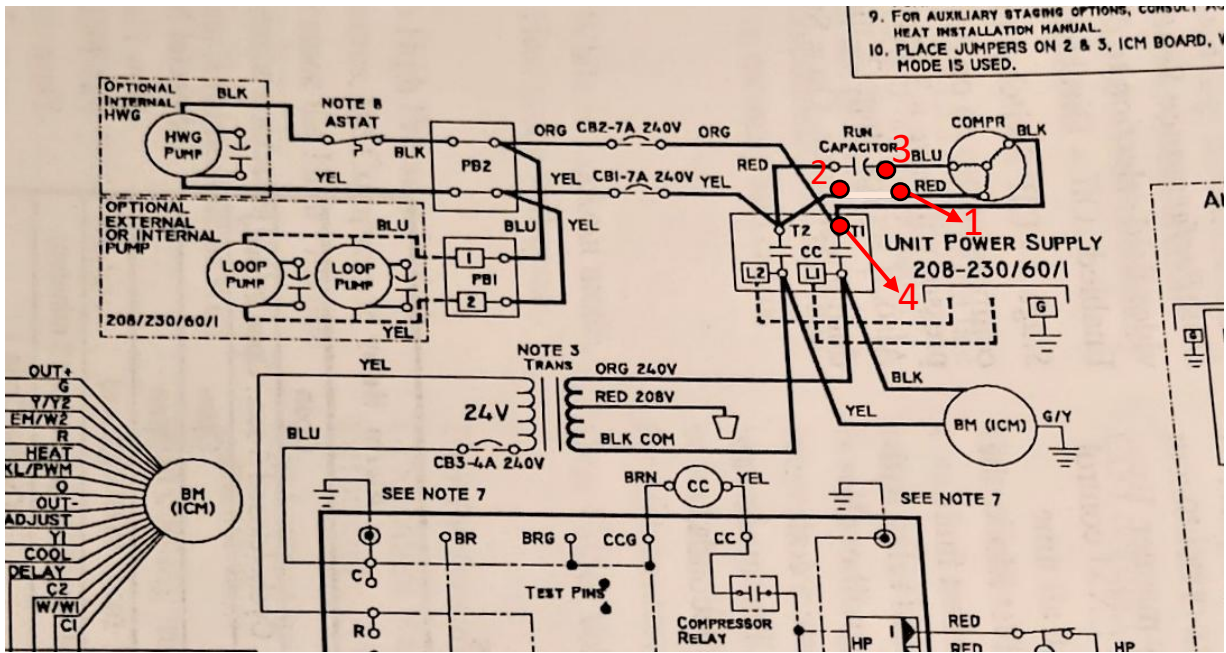 9. FOR AUXILIARY STAGING OPTIONS, CONSULT
HEAT INSTALLATION MANUAL.
10. PLACE JUMPERS ON 2 & 3, ICM BOARD,
MODE IS USED.
OPTIONAL
INTERNAL
HWG
BLK
HWG
PUMP
NOTE 8
ASTAT
BLK
YEL
PB2
ORG
CB2-7A 240V
ORG
YEL
CB1-7A 240V
YEL
RED
RUN
CAPACITOR
COMPR
BLK
BLU
RED
2
3
1
4
OPTIONAL
EXTERNAL
OR INTERNAL
PUMP
BLU
BLU
YEL
LOOP
PUMP
LOOP
PUMP
1
PB1
2
YEL
208/230/60/1
T2
T1
CC
L2
L1
UNIT POWER SUPPLY
208-230/60/1
G
G
NOTE 3
TRANS
YEL
ORG 240V
RED 208V
24V
BLK COM
BLU
CB3-4A 240V
BLK
YEL
BM (ICM)
G/Y
OUT+
G
Y/Y2
EM/W2
R
HEAT
XL/PWM
O
OUT-
ADJUST
Y1
COOL
DELAY
C2
W/W1
C1
BM
(ICM)
BRN
CC
YEL
SEE NOTE 7
SEE NOTE 7
BR
BRG
CCG
CC
C
TEST PINS
R
COMPRESSOR
RELAY
HP
1
RED
RED
HP